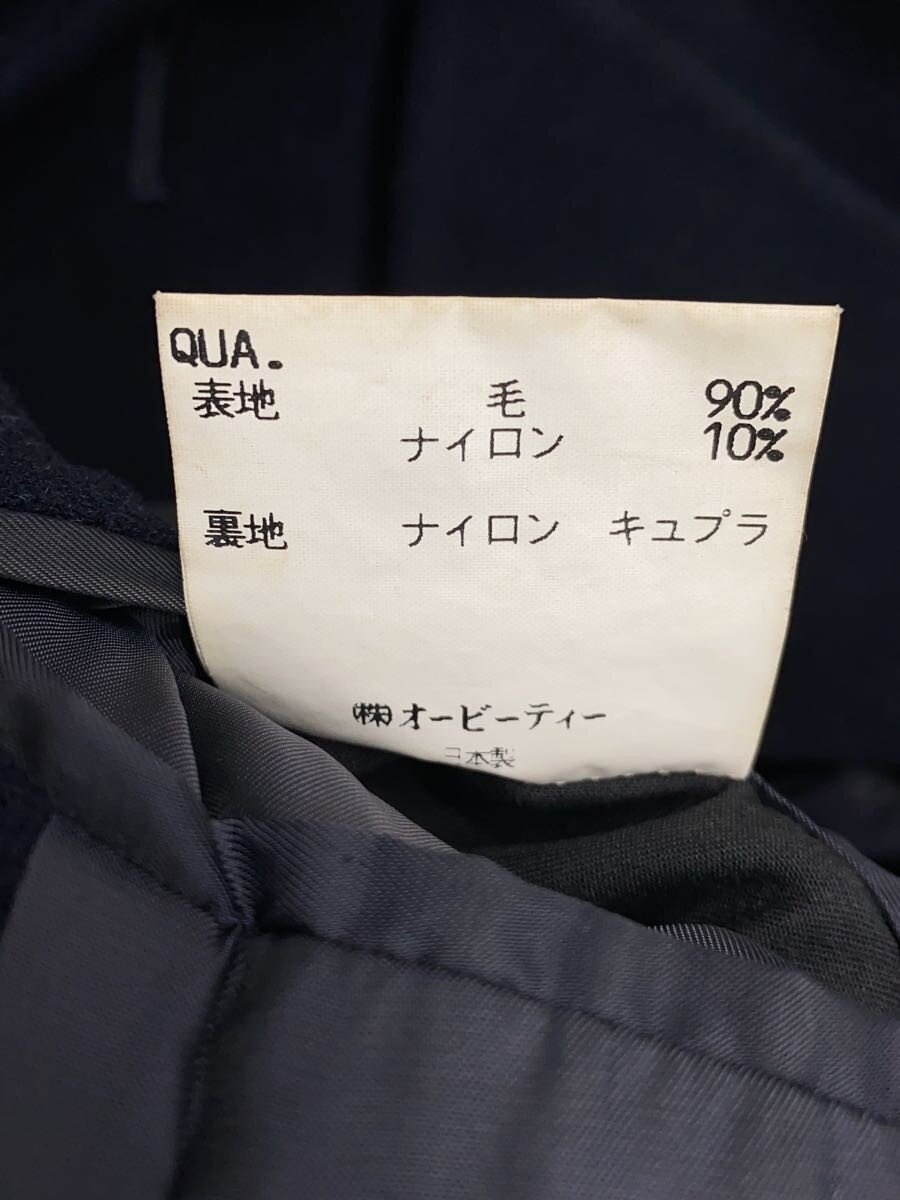 QUA.
表地 毛 90%
ナイロン 10%
裏地 ナイロン キュプラ
㈱オービーティー
日本製